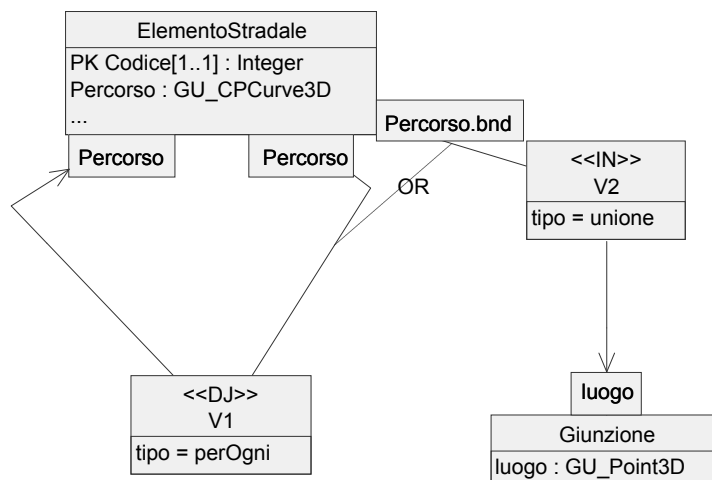 ElementoStradale
PK Codice[1..1] : Integer
Percorso : GU_CPCurve3D
...
Percorso.bnd
Percorso
Percorso
OR
<<IN>>
V2
tipo = unione
<<DJ>>
V1
tipo = perOgni
luogo
Giunzione
luogo : GU_Point3D